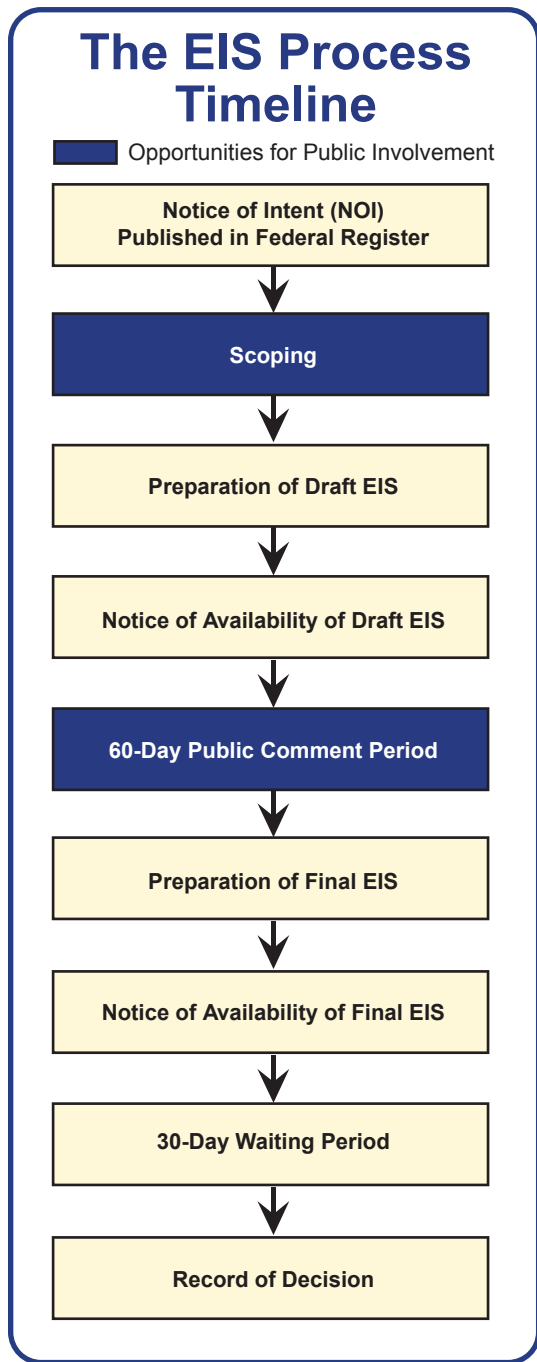 The EIS Process
Timeline
Opportunities for Public Involvement
Notice of Intent (NOI)
Published in Federal Register
Scoping
Preparation of Draft EIS
Notice of Availability of Draft EIS
60-Day Public Comment Period
Preparation of Final EIS
Notice of Availability of Final EIS
30-Day Waiting Period
Record of Decision